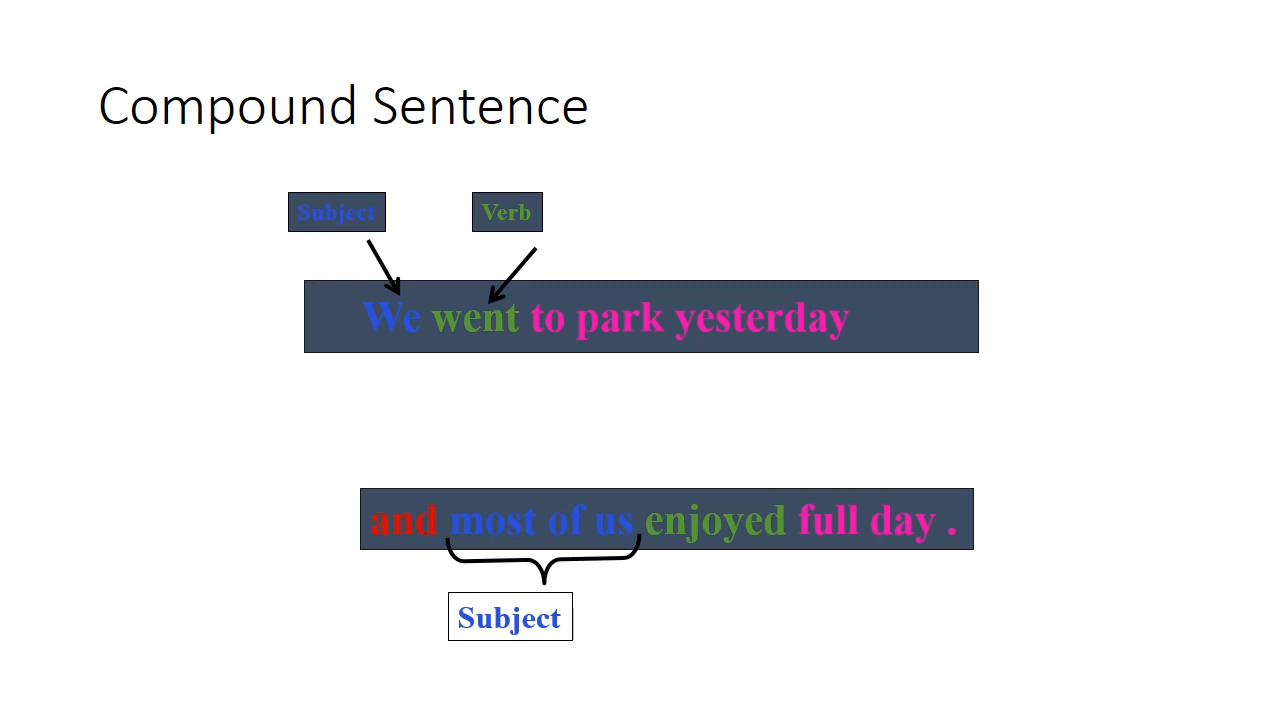 Compound Sentence
Subject Verb
We went to park yesterday
and most of us enjoyed full day .
Subject